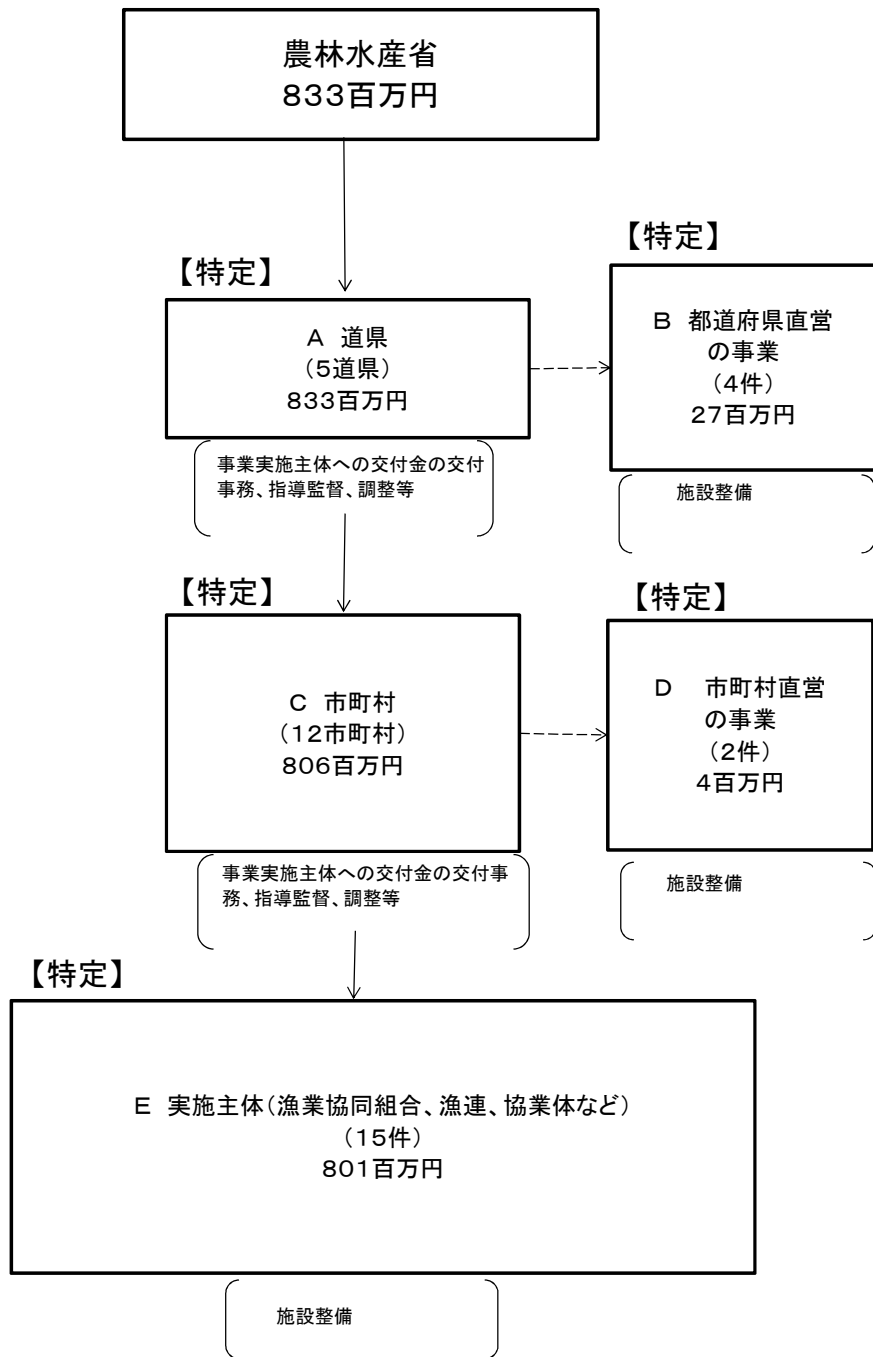 農林水産省
833百万円
【特定】
A 道県
(5道県)
833百万円
事業実施主体への交付金の交付
事務、指導監督、調整等
【特定】
B 都道府県直営
の事業
(4件)
27百万円
施設整備
【特定】
C 市町村
(12市町村)
806百万円
事業実施主体への交付金の交付事
務、指導監督、調整等
【特定】
D 市町村直営
の事業
(2件)
4百万円
施設整備
【特定】
E 実施主体(漁業協同組合、漁連、協業体など)
(15件)
801百万円
施設整備